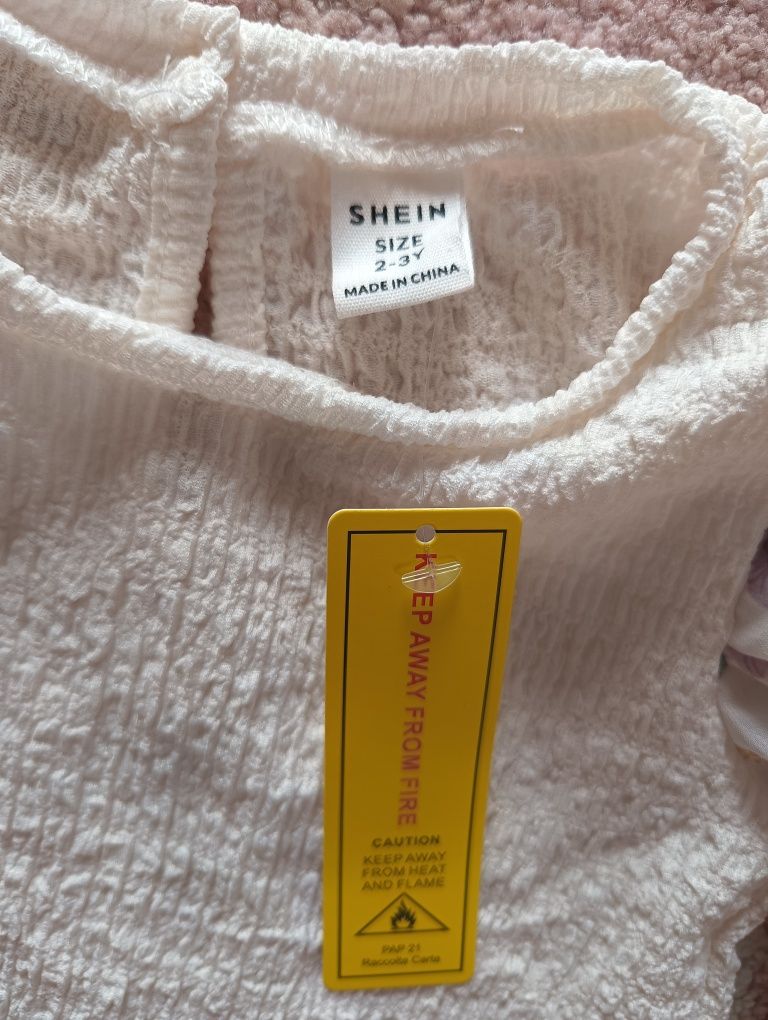 SHEIN
SIZE
2-3Y
MADE IN CHINA
KEEP AWAY FROM FIRE
CAUTION
KEEP AWAY
FROM HEAT
AND FLAME
PAP 21
Raccolta Carta